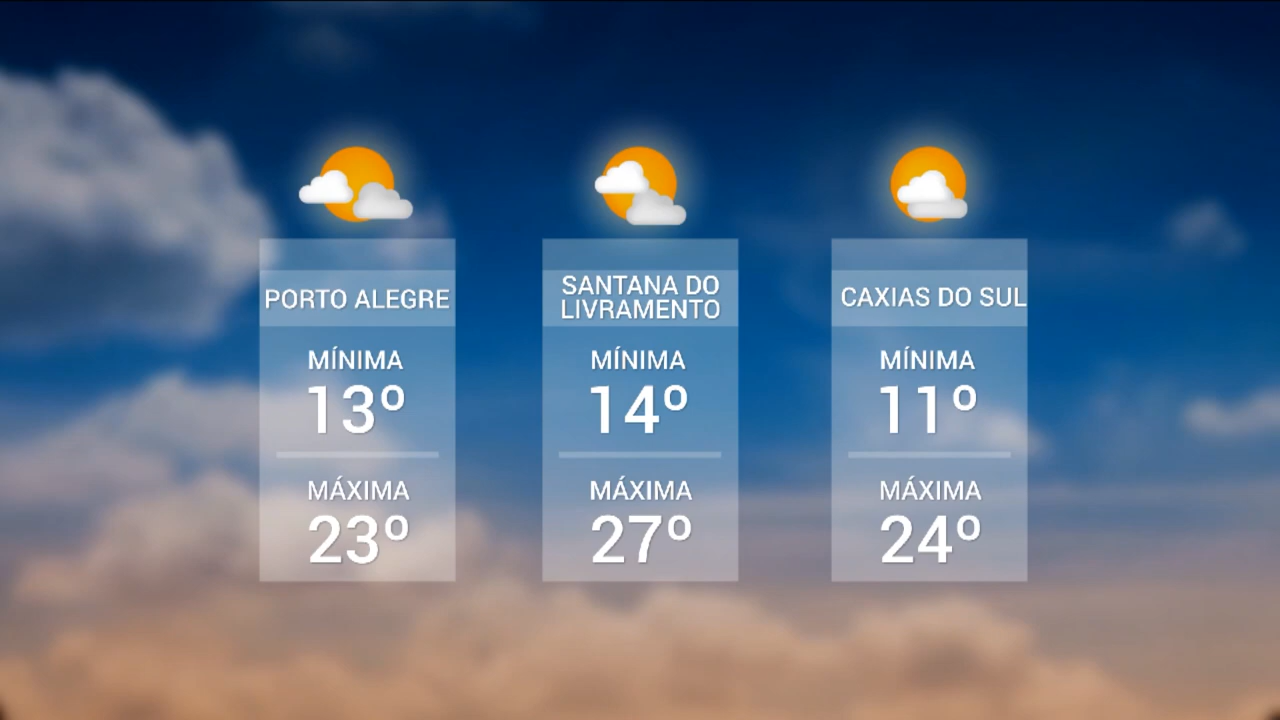 PORTO ALEGRE
MÍNIMA
13º
MÁXIMA
23º
SANTANA DO
LIVRAMENTO
MÍNIMA
14º
MÁXIMA
27º
CAXIAS DO SUL
MÍNIMA
11º
MÁXIMA
24º